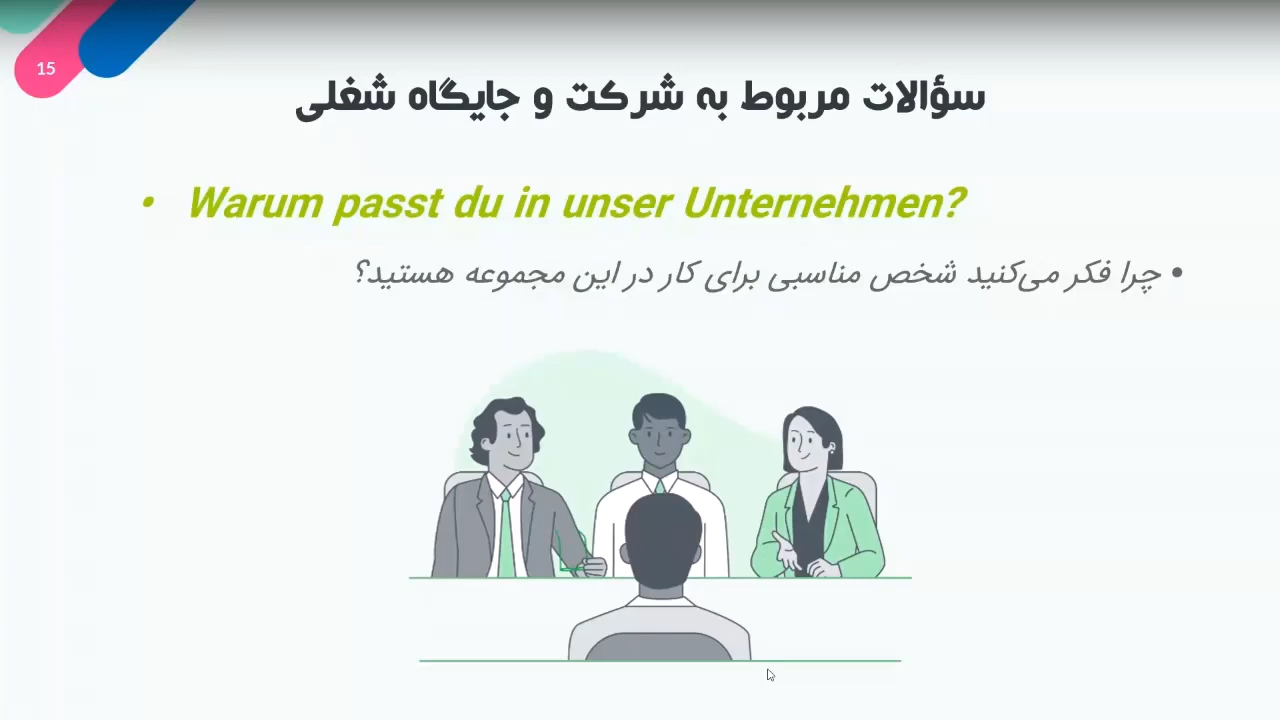 15
سؤالات مربوط به شرکت و جایگاه شغلی
• Warum passt du in unser Unternehmen?
• چرا فکر می‌کنید شخص مناسبی برای کار در این مجموعه هستید؟